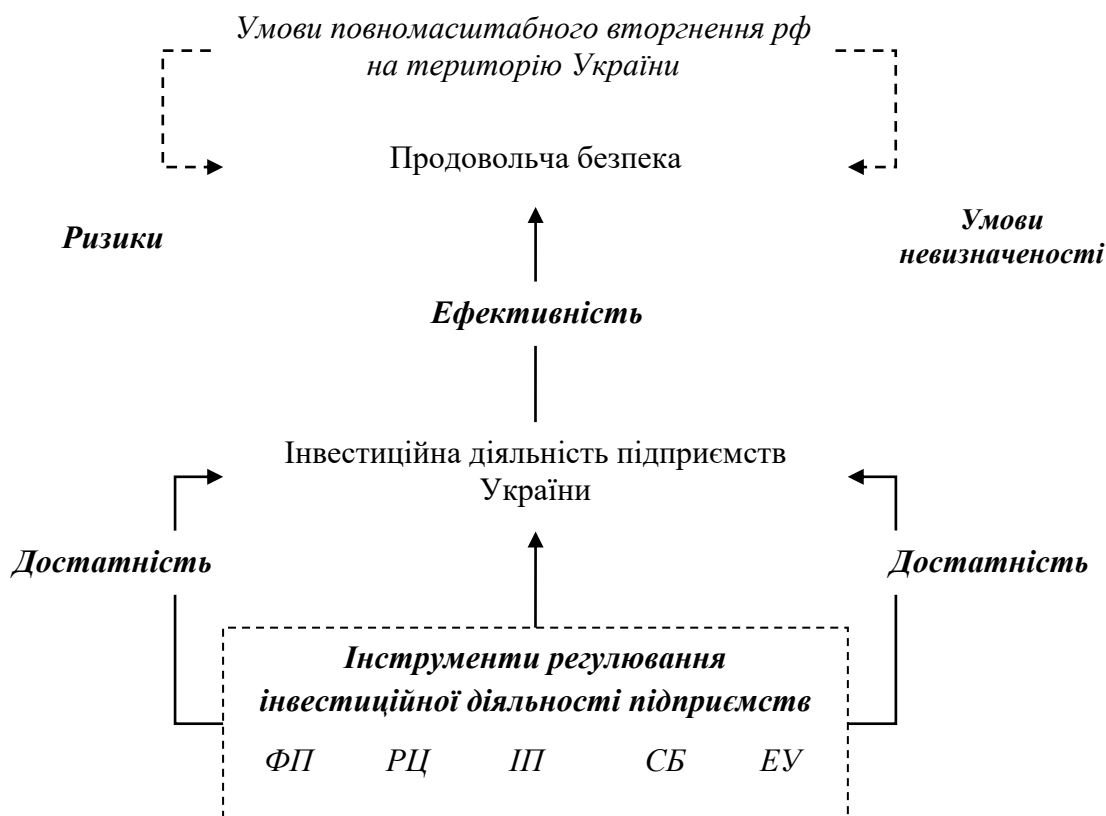 Умови повномасштабного вторгнення рф
на територію України
Продовольча безпека
Ризики
Умови
невизначеності
Ефективність
Інвестиційна діяльність підприємств
України
Достатність
Достатність
Інструменти регулювання
інвестиційної діяльності підприємств
ФП РЦ ІП СБ ЕУ